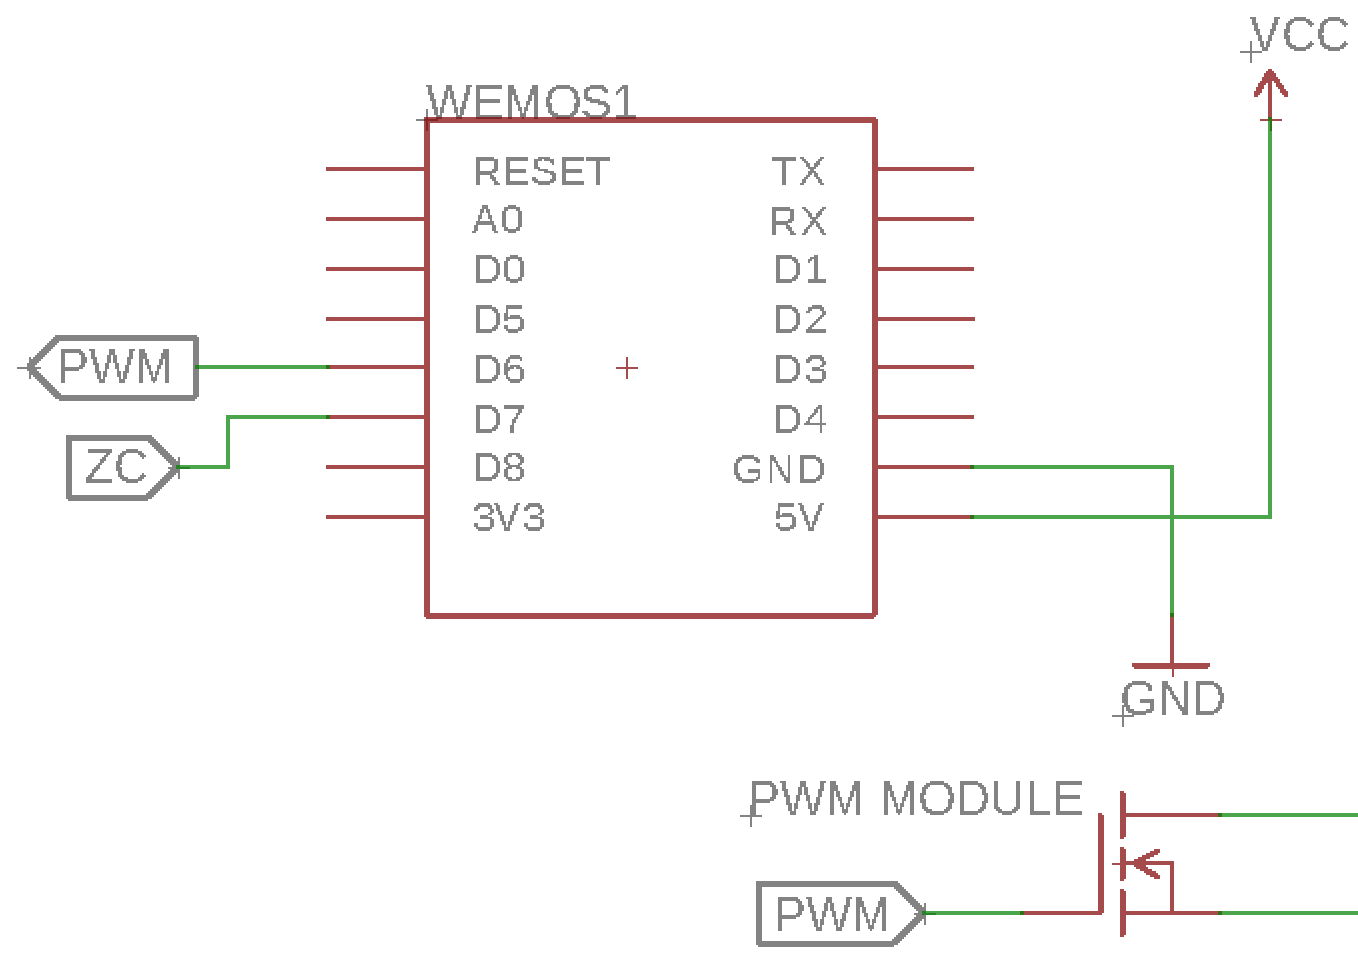 VCC
WEMOS1
RESET TX
A0 RX
D0 D1
D5 D2
PWM D6 D3
D7 D4
ZC D8 GND
3V3 5V
GND
PWM MODULE
PWM